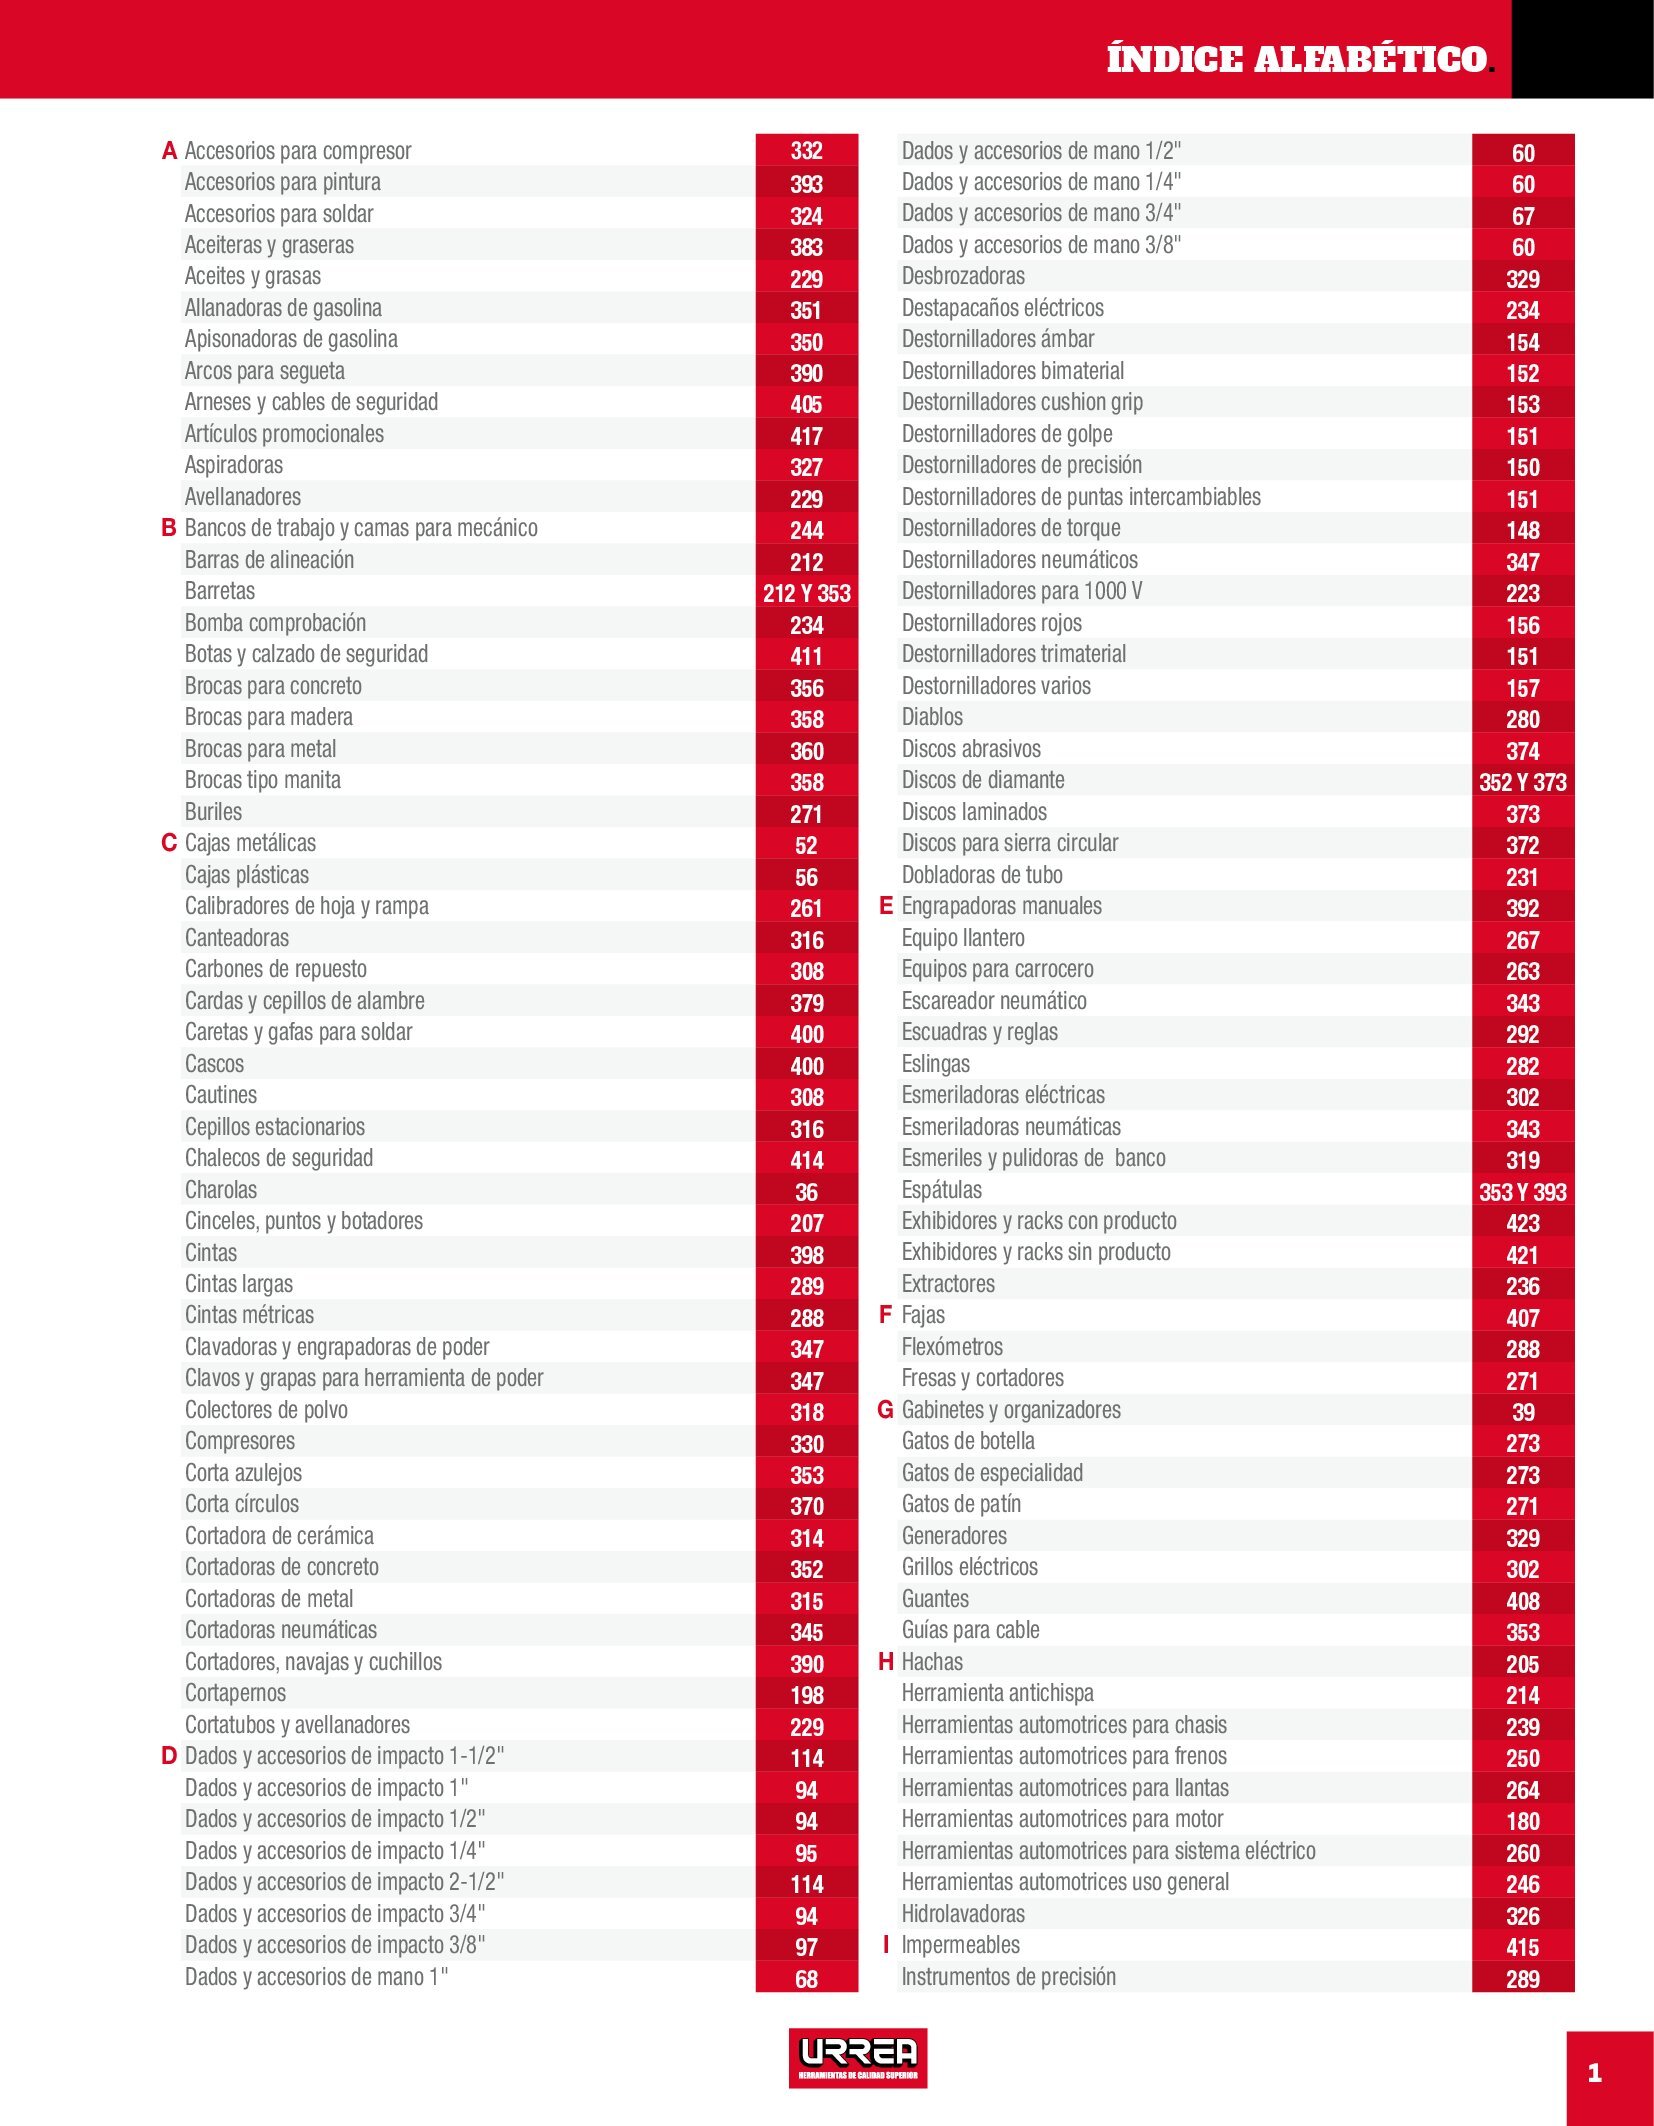 ÍNDICE ALFABÉTICO.
A Accesorios para compresor 332
Accesorios para pintura 393
Accesorios para soldar 324
Aceiteras y graseras 383
Aceites y grasas 229
Allanadoras de gasolina 351
Apisonadoras de gasolina 350
Arcos para segueta 390
Arneses y cables de seguridad 405
Artículos promocionales 417
Aspiradoras 327
Avellanadores 229
B Bancos de trabajo y camas para mecánico 244
Barras de alineación 212
Barretas 212 Y 353
Bomba comprobación 234
Botas y calzado de seguridad 411
Brocas para concreto 356
Brocas para madera 358
Brocas para metal 360
Brocas tipo manita 358
Buriles 271
C Cajas metálicas 52
Cajas plásticas 56
Calibradores de hoja y rampa 261
Canteadoras 316
Carbones de repuesto 308
Cardas y cepillos de alambre 379
Caretas y gafas para soldar 400
Cascos 400
Cautines 308
Cepillos estacionarios 316
Chalecos de seguridad 414
Charolas 36
Cinceles, puntos y botadores 207
Cintas 398
Cintas largas 289
Cintas métricas 288
Clavadoras y engrapadoras de poder 347
Clavos y grapas para herramienta de poder 347
Colectores de polvo 318
Compresores 330
Corta azulejos 353
Corta círculos 370
Cortadora de cerámica 314
Cortadoras de concreto 352
Cortadoras de metal 315
Cortadoras neumáticas 345
Cortadores, navajas y cuchillos 390
Cortapernos 198
Cortatubos y avellanadores 229
D Dados y accesorios de impacto 1-1/2" 114
Dados y accesorios de impacto 1" 94
Dados y accesorios de impacto 1/2" 94
Dados y accesorios de impacto 1/4" 95
Dados y accesorios de impacto 2-1/2" 114
Dados y accesorios de impacto 3/4" 94
Dados y accesorios de impacto 3/8" 97
Dados y accesorios de mano 1" 68
Dados y accesorios de mano 1/2" 60
Dados y accesorios de mano 1/4" 60
Dados y accesorios de mano 3/4" 67
Dados y accesorios de mano 3/8" 60
Desbrozadoras 329
Destapacaños eléctricos 234
Destornilladores ámbar 154
Destornilladores bimaterial 152
Destornilladores cushion grip 153
Destornilladores de golpe 151
Destornilladores de precisión 150
Destornilladores de puntas intercambiables 151
Destornilladores de torque 148
Destornilladores neumáticos 347
Destornilladores para 1000 V 223
Destornilladores rojos 156
Destornilladores trimaterial 151
Destornilladores varios 157
Diablos 280
Discos abrasivos 374
Discos de diamante 352 Y 373
Discos laminados 373
Discos para sierra circular 372
Dobladoras de tubo 231
E Engrapadoras manuales 392
Equipo llantero 267
Equipos para carrocero 263
Escareador neumático 343
Escuadras y reglas 292
Eslingas 282
Esmeriladoras eléctricas 302
Esmeriladoras neumáticas 343
Esmeriles y pulidoras de  banco 319
Espátulas 353 Y 393
Exhibidores y racks con producto 423
Exhibidores y racks sin producto 421
Extractores 236
F Fajas 407
Flexómetros 288
Fresas y cortadores 271
G Gabinetes y organizadores 39
Gatos de botella 273
Gatos de especialidad 273
Gatos de patín 271
Generadores 329
Grillos eléctricos 302
Guantes 408
Guías para cable 353
H Hachas 205
Herramienta antichispa 214
Herramientas automotrices para chasis 239
Herramientas automotrices para frenos 250
Herramientas automotrices para llantas 264
Herramientas automotrices para motor 180
Herramientas automotrices para sistema eléctrico 260
Herramientas automotrices uso general 246
Hidrolavadoras 326
I Impermeables 415
Instrumentos de precisión 289
URREA
HERRAMIENTAS DE CALIDAD SUPERIOR
1